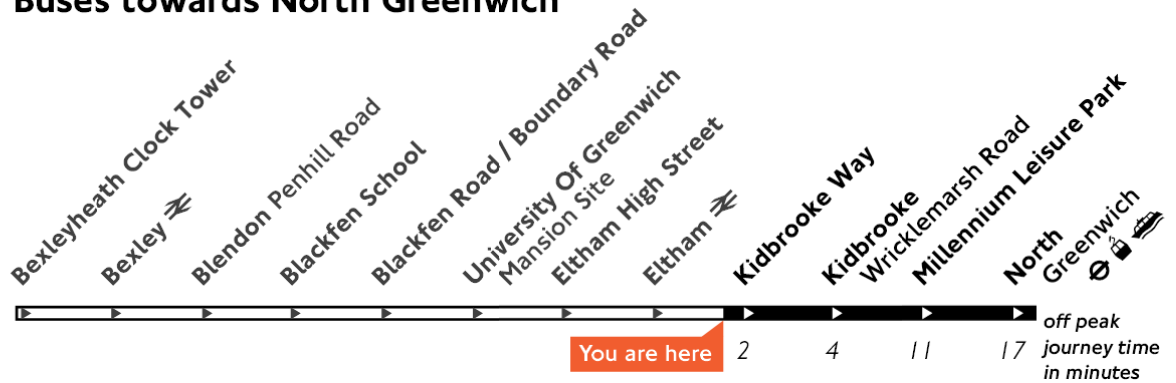 Buses towards North Greenwich
Bexleyheath Clock Tower
Bexley
Blendon Penhill Road
Blackfen School
Blackfen Road / Boundary Road
University Of Greenwich
Mansion Site
Eltham High Street
Eltham
Kidbrooke Way
Kidbrooke
Wricklemarsh Road
Millennium Leisure Park
North
Greenwich
You are here
2
4
11
17
off peak
journey time
in minutes